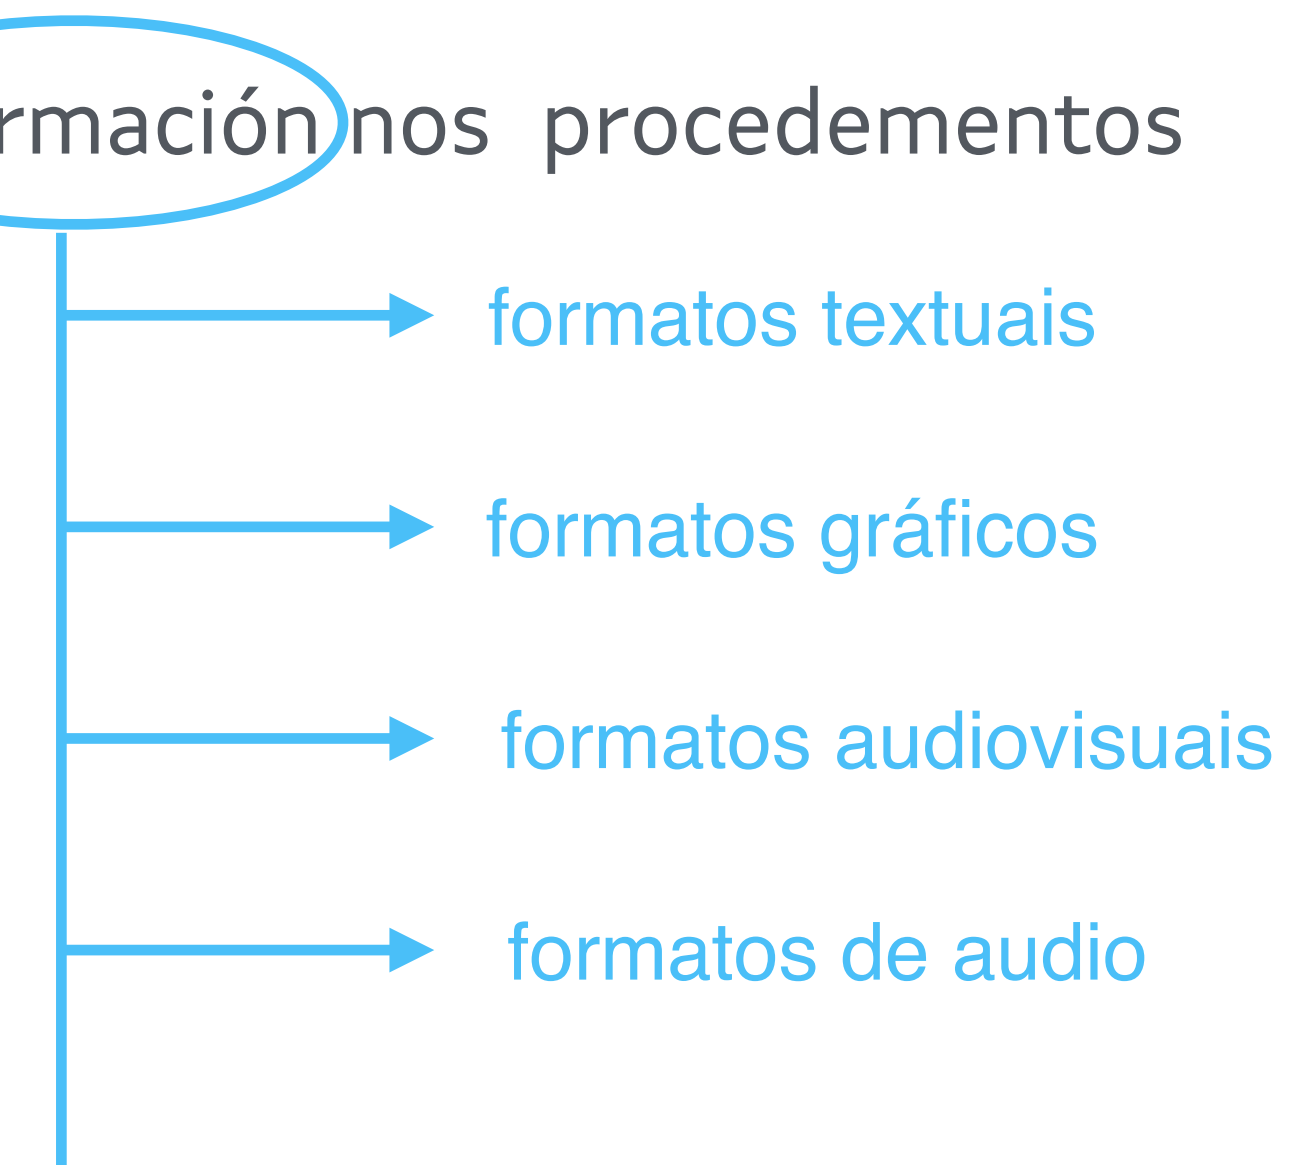 rmación nos procedementos
formatos textuais
formatos gráficos
formatos audiovisuais
formatos de audio